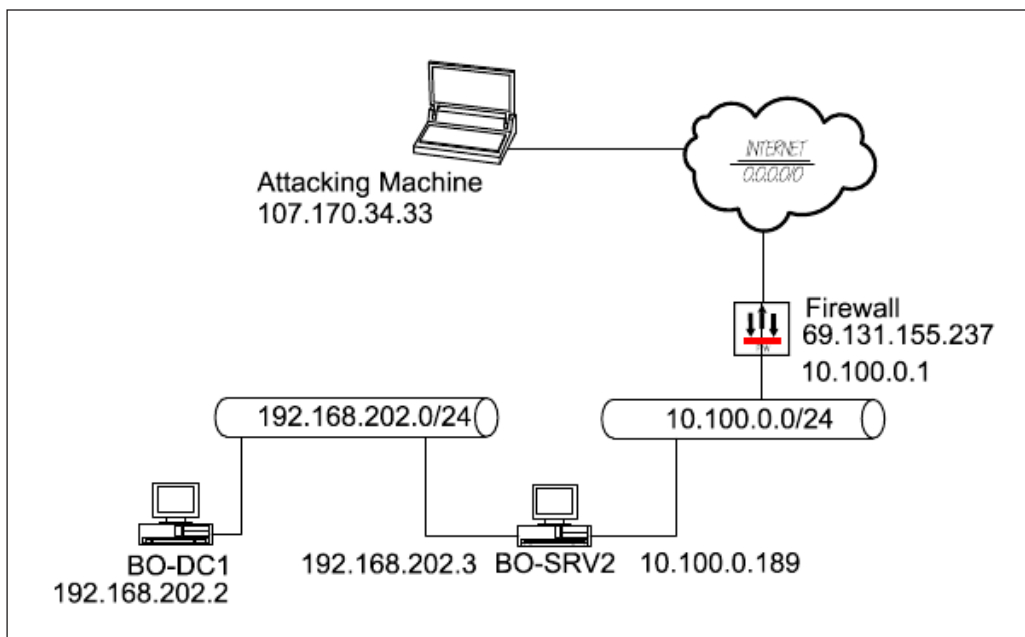 INTERNET
0.0.0.0/0
Attacking Machine
107.170.34.33
Firewall
69.131.155.237
10.100.0.1
192.168.202.0/24
10.100.0.0/24
BO-DC1
192.168.202.2
192.168.202.3
BO-SRV2
10.100.0.189